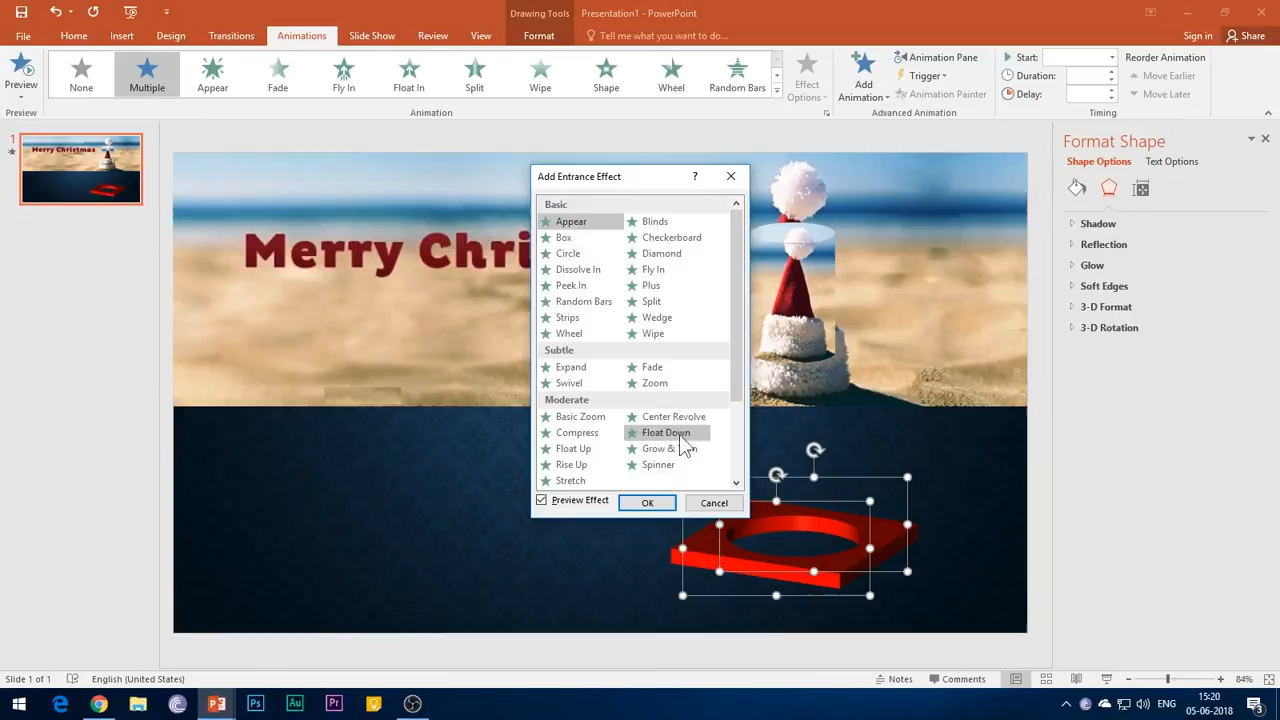 Drawing Tools
Presentation1 - PowerPoint
File
Home
Insert
Design
Transitions
Animations
Slide Show
Review
View
Format
Tell me what you want to do...
Sign in
Share
Preview
None
Multiple
Appear
Fade
Fly In
Float In
Split
Wipe
Shape
Wheel
Random Bars
Effect
Options
Add
Animation
Animation Pane
Trigger
Animation Painter
Start:
Duration:
Delay:
Reorder Animation
Move Earlier
Move Later
Preview
Animation
Advanced Animation
Timing
1
Merry Christmas
Merry Chri
Add Entrance Effect
?
Basic
Appear
Blinds
Box
Checkerboard
Circle
Diamond
Dissolve In
Fly In
Peek In
Plus
Random Bars
Split
Strips
Wedge
Wheel
Wipe
Subtle
Expand
Fade
Swivel
Zoom
Moderate
Basic Zoom
Center Revolve
Compress
Float Down
Float Up
Grow &
Rise Up
Spinner
Stretch
Preview Effect
OK
Cancel
Format Shape
Shape Options
Text Options
Shadow
Reflection
Glow
Soft Edges
3-D Format
3-D Rotation
Slide 1 of 1
English (United States)
Notes
Comments
84%
Ps
Au
Pr
ENG
15:20
05-06-2018
3